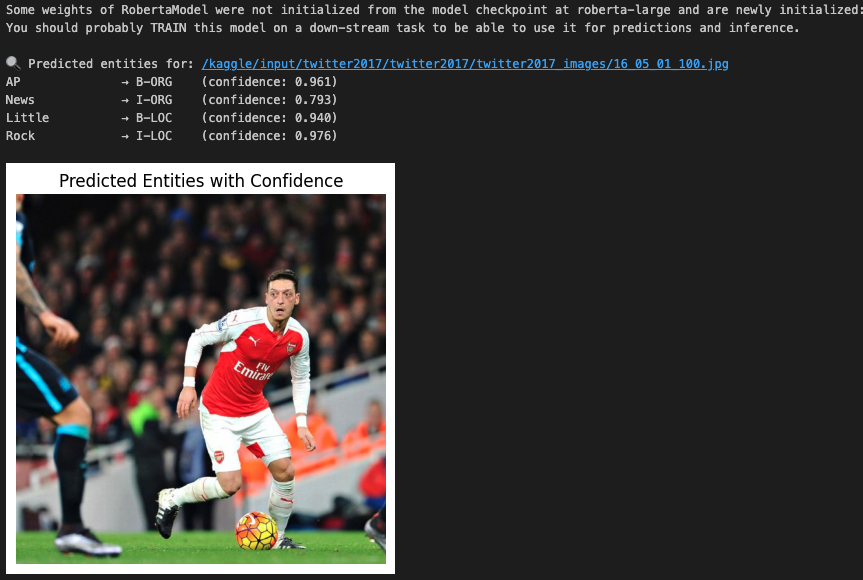 Some weights of RobertaModel were not initialized from the model checkpoint at roberta-large and are newly initialized:
You should probably TRAIN this model on a down-stream task to be able to use it for predictions and inference.
🔍 Predicted entities for: /kaggle/input/twitter2017/twitter2017/twitter2017_images/16_05_01_100.jpg
AP → B-ORG (confidence: 0.961)
News → I-ORG (confidence: 0.793)
Little → B-LOC (confidence: 0.940)
Rock → I-LOC (confidence: 0.976)
Predicted Entities with Confidence
Fly
Emirates